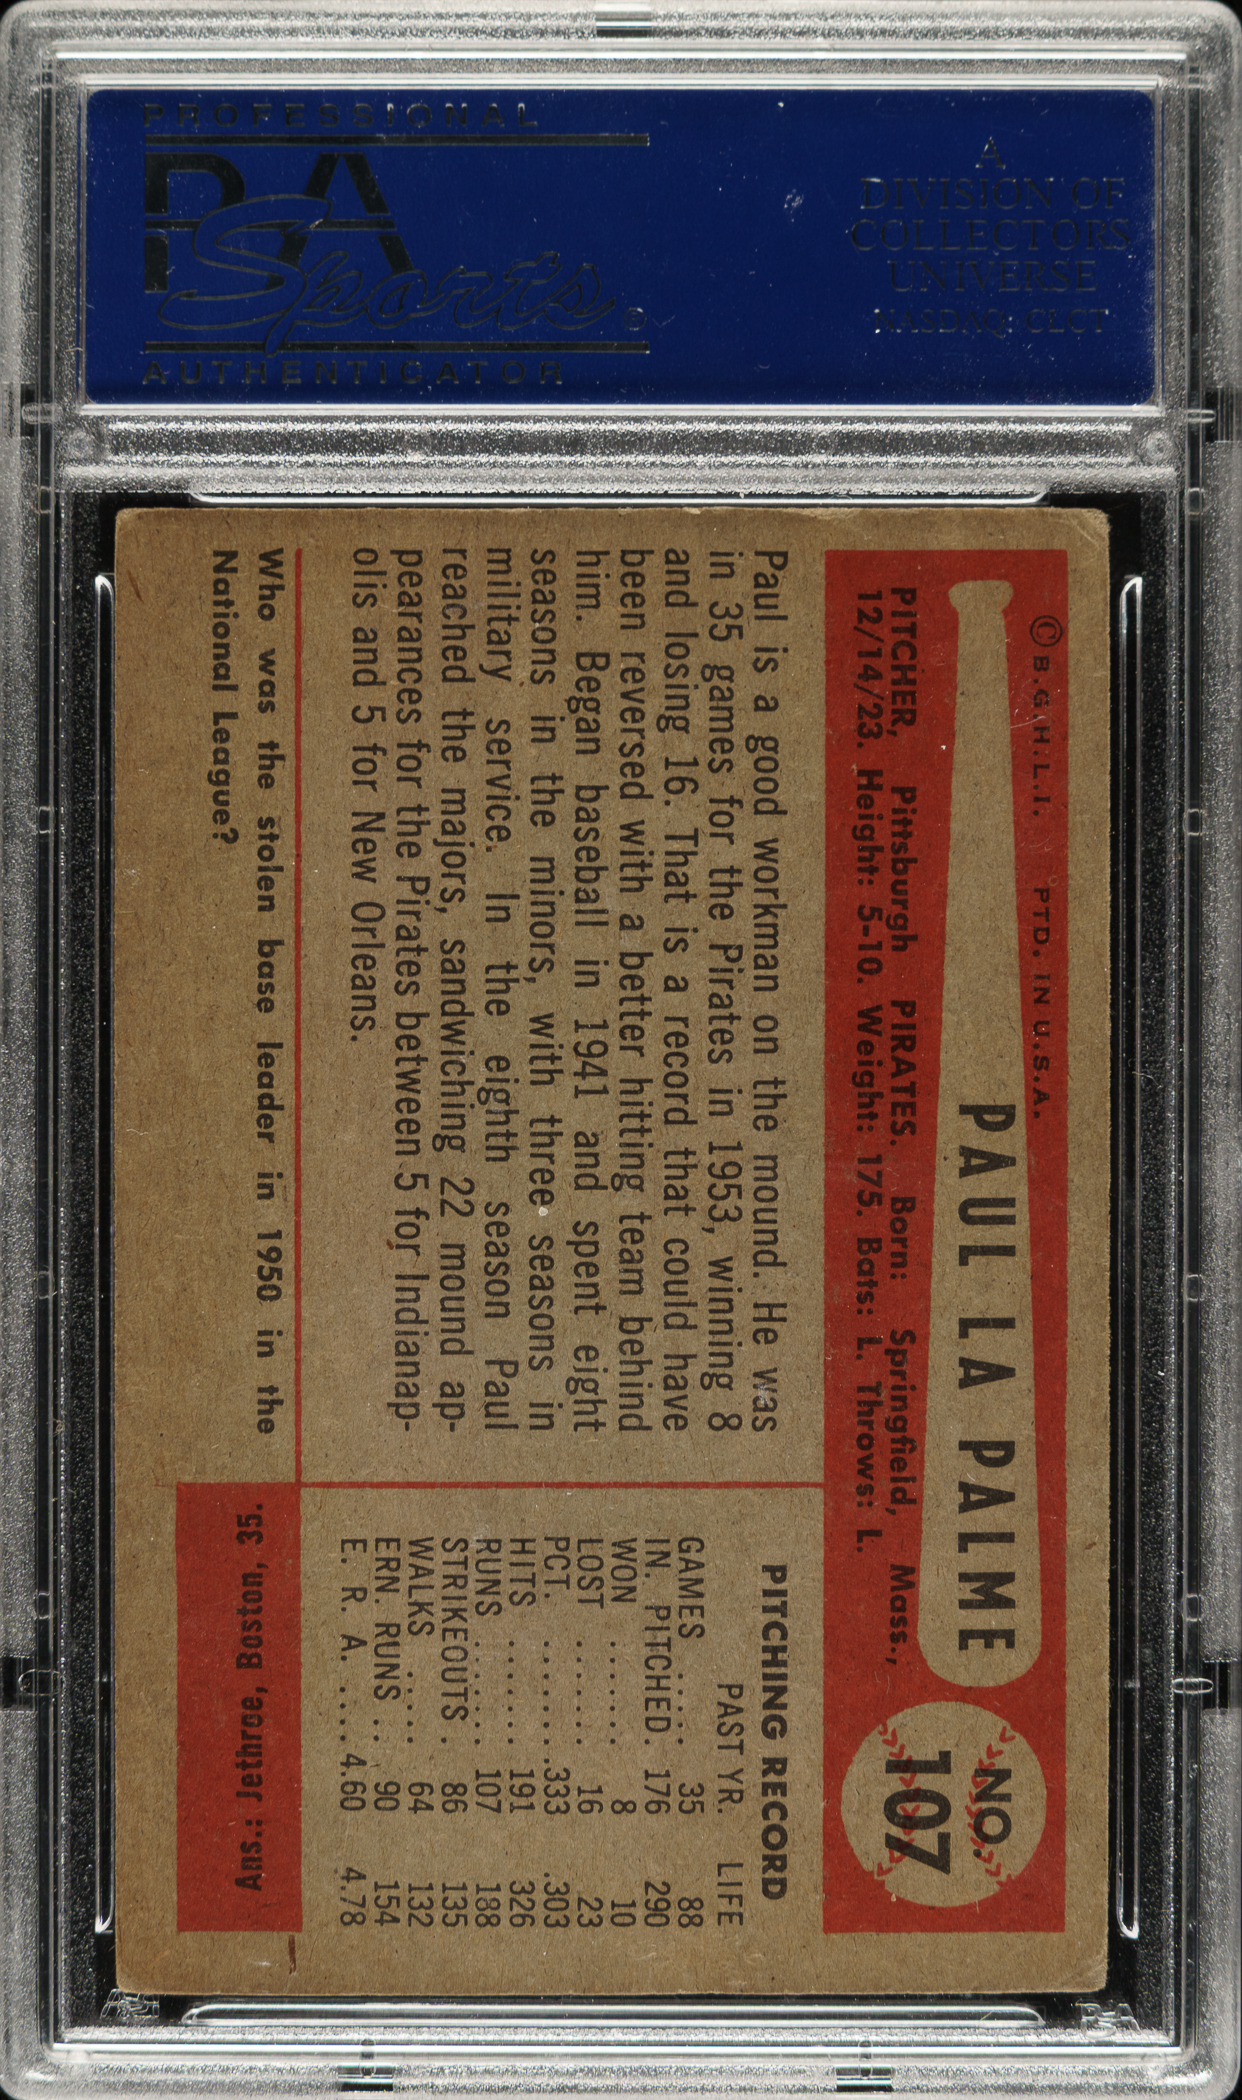 PROFESSIONAL
PSA
Sports®
AUTHENTICATOR
A
DIVISION OF
COLLECTORS
UNIVERSE
NASDAQ: CLCT
© B.G.H.L.I. PTD. IN U.S.A.
PAUL LA PALME
NO.
107
PITCHER, Pittsburgh PIRATES. Born: Springfield, Mass.,
12/14/23. Height: 5-10. Weight: 175. Bats: L. Throws: L.
Paul is a good workman on the mound. He was
in 35 games for the Pirates in 1953, winning 8
and losing 16. That is a record that could have
been reversed with a better hitting team behind
him. Began baseball in 1941 and spent eight
seasons in the minors, with three seasons in
military service. In the eighth season Paul
reached the majors, sandwiching 22 mound ap-
pearances for the Pirates between 5 for Indianap-
olis and 5 for New Orleans.
PITCHING RECORD
PAST YR. LIFE
GAMES ..... 35 88
IN. PITCHED. 176 290
WON ...... 8 10
LOST ...... 16 23
PCT. .......333 .303
HITS ...... 191 326
RUNS ...... 107 188
STRIKEOUTS . 86 135
WALKS .... 64 132
ERN. RUNS .. 90 154
E. R. A. ....4.60 4.78
Who was the stolen base leader in 1950 in the
National League?
Ans.: Jethroe, Boston, 35.
PSA
PSA